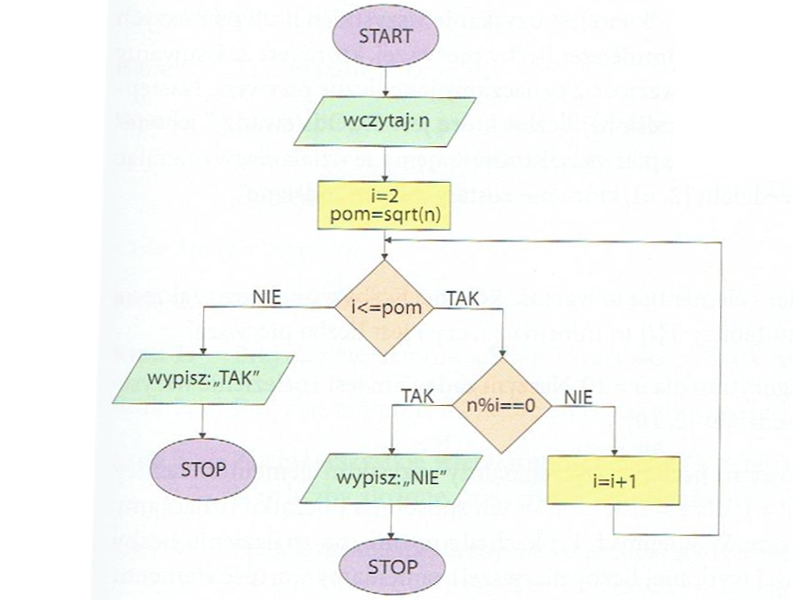 START
wczytaj: n
i=2
pom=sqrt(n)
i<=pom
NIE
TAK
wypisz:„TAK”
n%i==0
TAK
NIE
STOP
wypisz:„NIE”
i=i+1
STOP